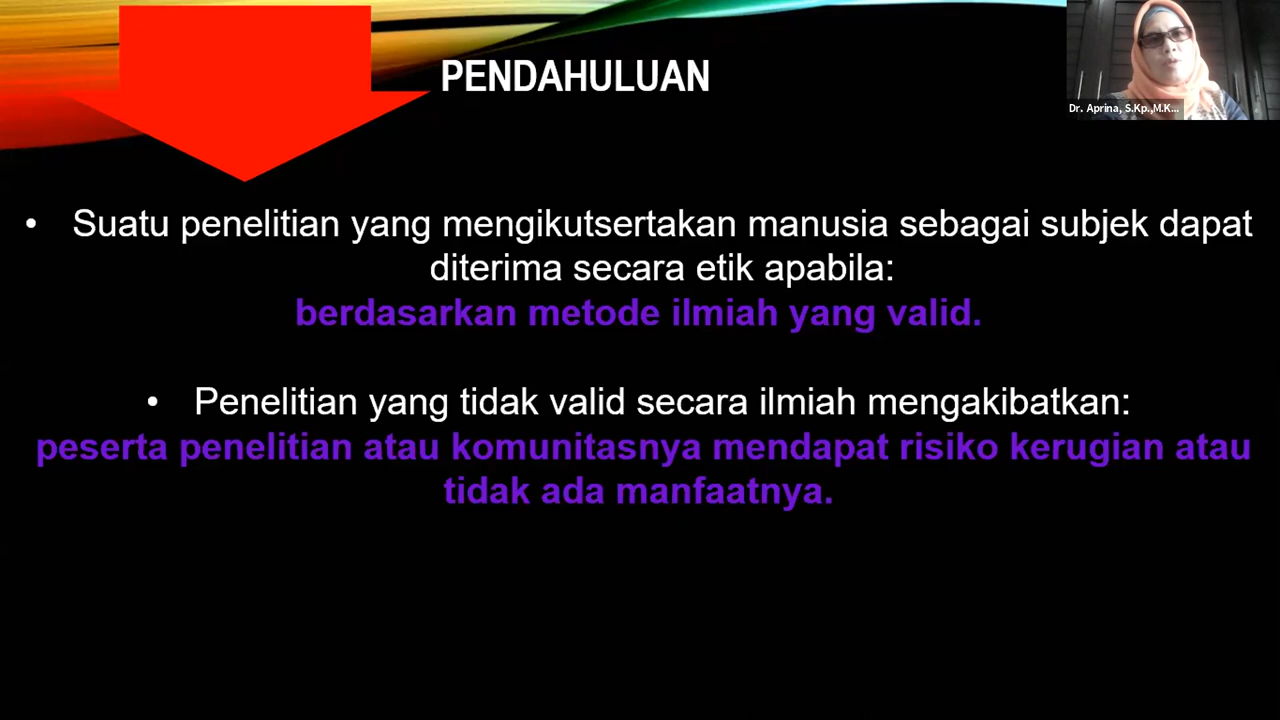 PENDAHULUAN
Dr. Aprina, S.Kp.,M.K...
• Suatu penelitian yang mengikutsertakan manusia sebagai subjek dapat
diterima secara etik apabila:
berdasarkan metode ilmiah yang valid.
• Penelitian yang tidak valid secara ilmiah mengakibatkan:
peserta penelitian atau komunitasnya mendapat risiko kerugian atau
tidak ada manfaatnya.